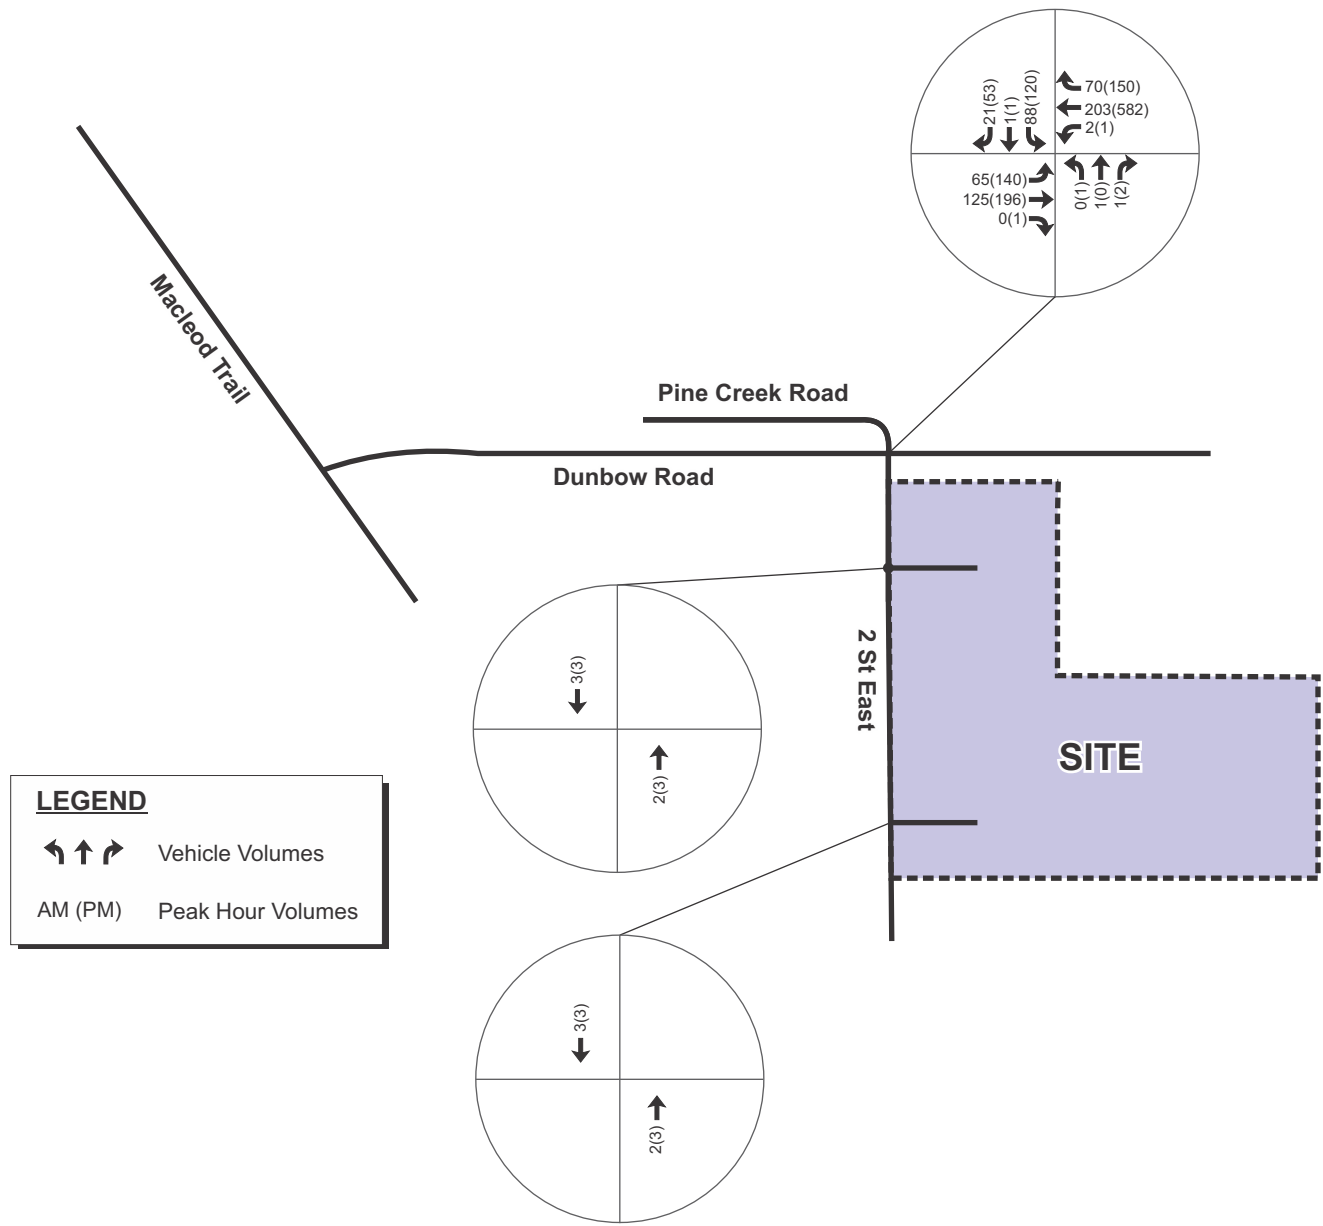 21(53)
1(1)
88(120)
70(150)
203(582)
2(1)
65(140)
125(196)
0(1)
0(1)
1(0)
1(2)
Macleod Trail
Pine Creek Road
Dunbow Road
2 St East
3(3)
2(3)
SITE
LEGEND
Vehicle Volumes
AM (PM) Peak Hour Volumes
3(3)
2(3)